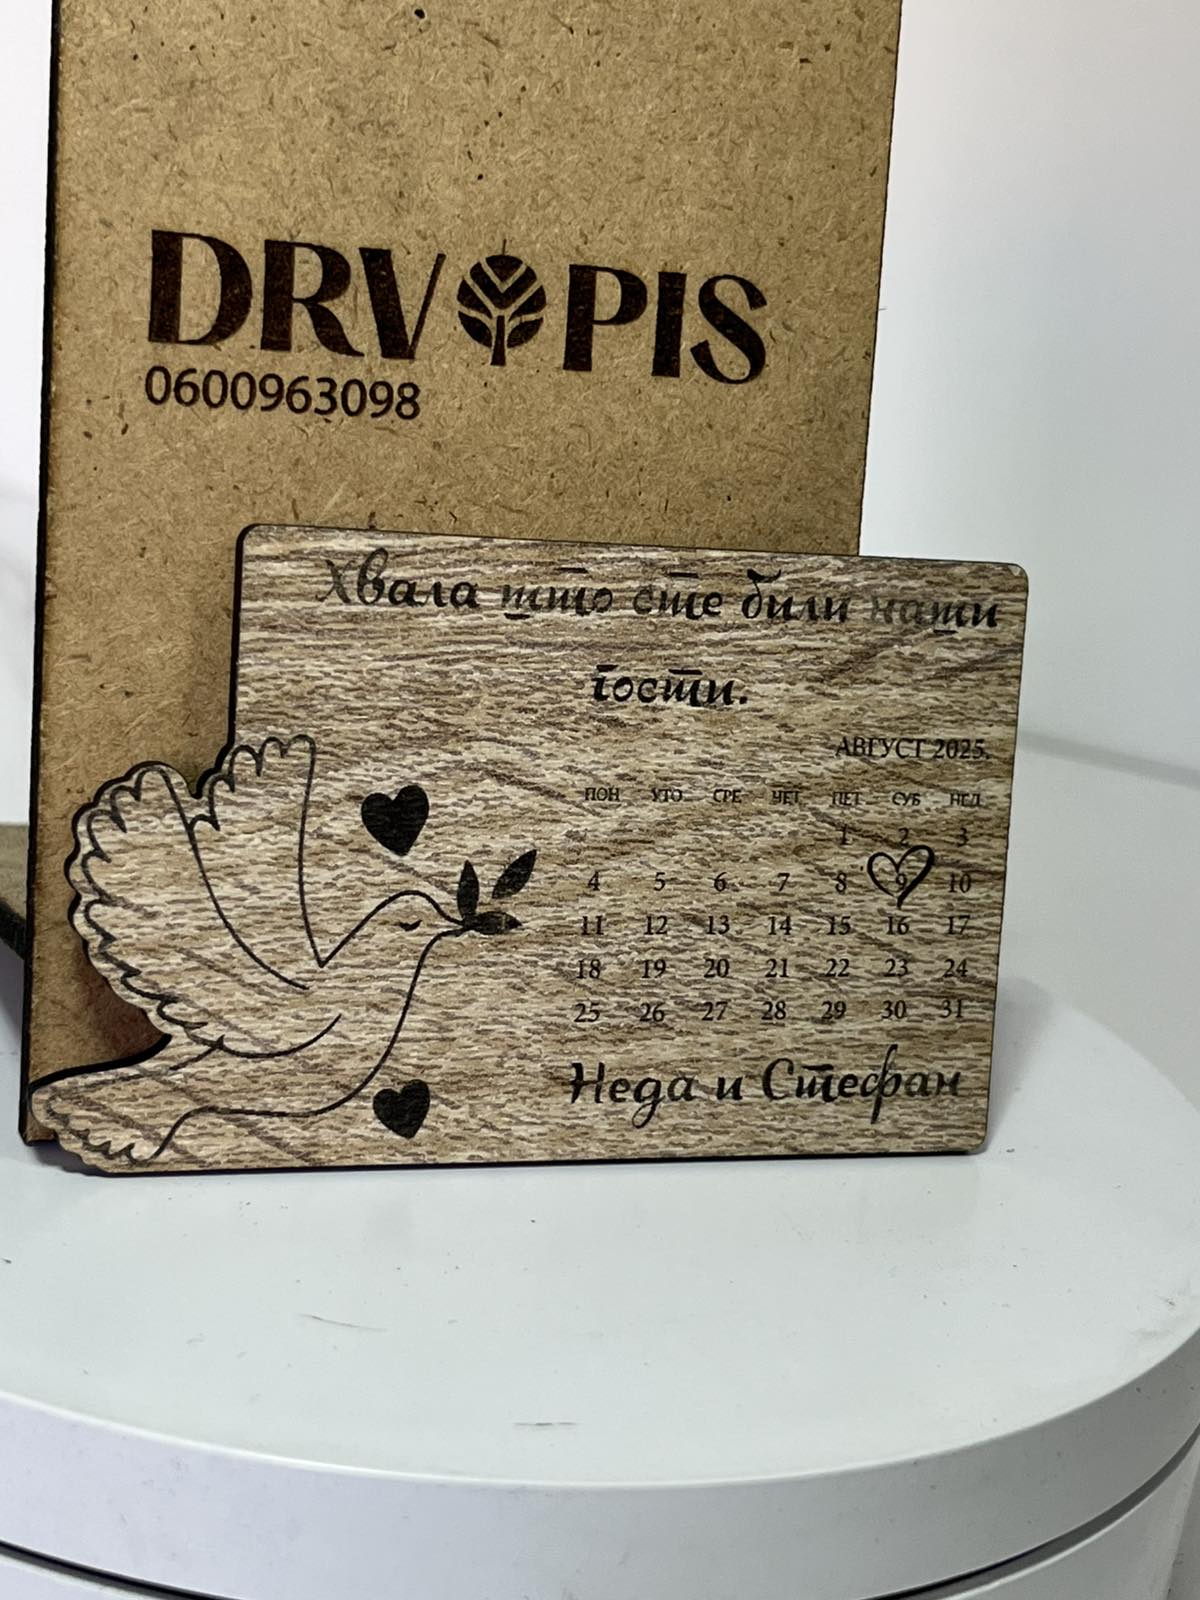 DRVOPIS
0600963098
Хвала што сте били наши
гости.
АВГУСТ 2025.
ПОН УТО СРЕ ЧЕТ ПЕТ СУБ НЕД
1 2 3
4 5 6 7 8 9 10
11 12 13 14 15 16 17
18 19 20 21 22 23 24
25 26 27 28 29 30 31
Неда и Стефан